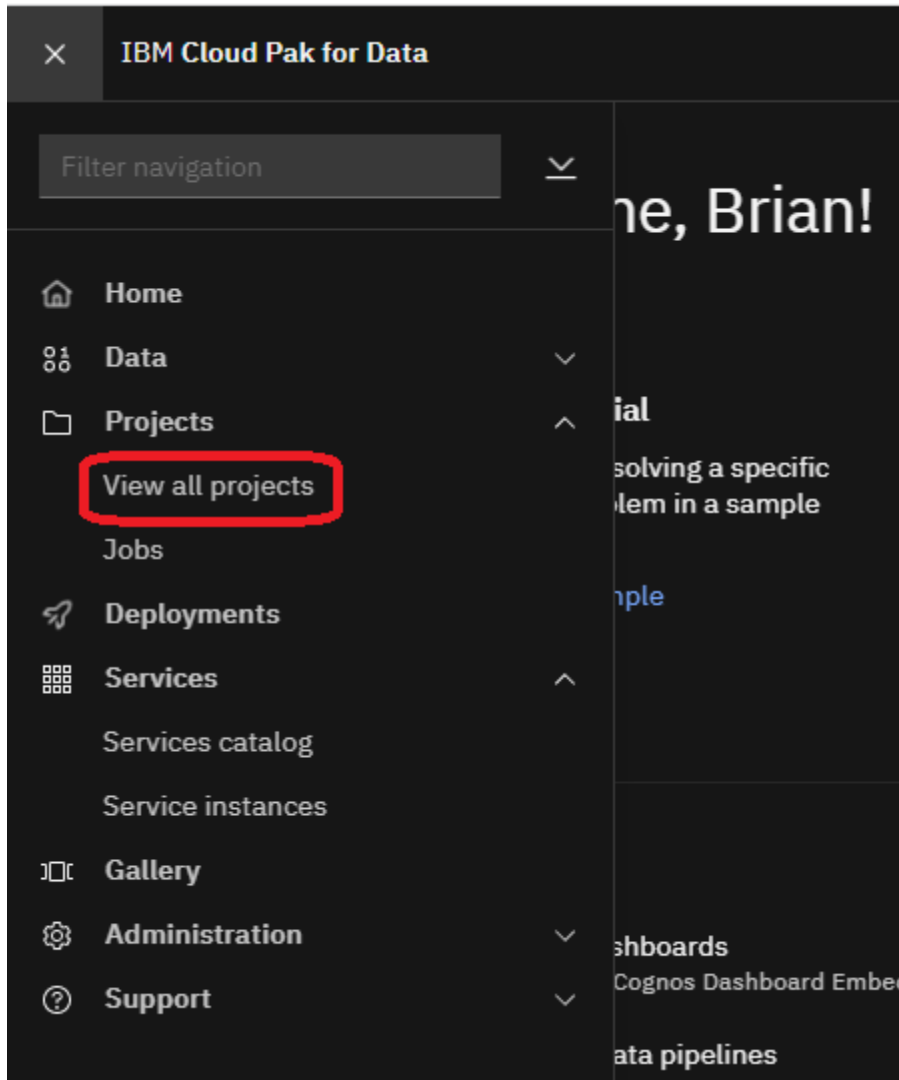 IBM Cloud Pak for Data
Filter navigation
ne, Brian!
Home
Data
Projects
View all projects
Jobs
Deployments
Services
Services catalog
Service instances
Gallery
Administration
Support
ial
solving a specific
lem in a sample
mple
shboards
Cognos Dashboard Embe
ata pipelines